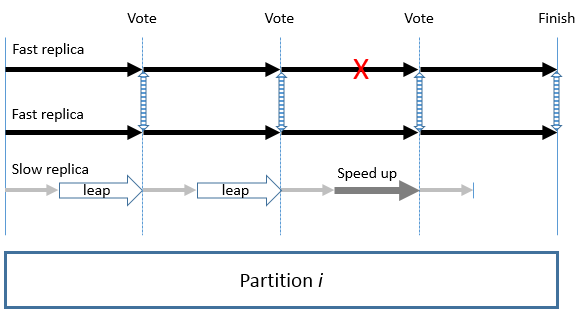 Vote Vote Vote Finish
Fast replica
Fast replica
Slow replica
leap leap Speed up
Partition i